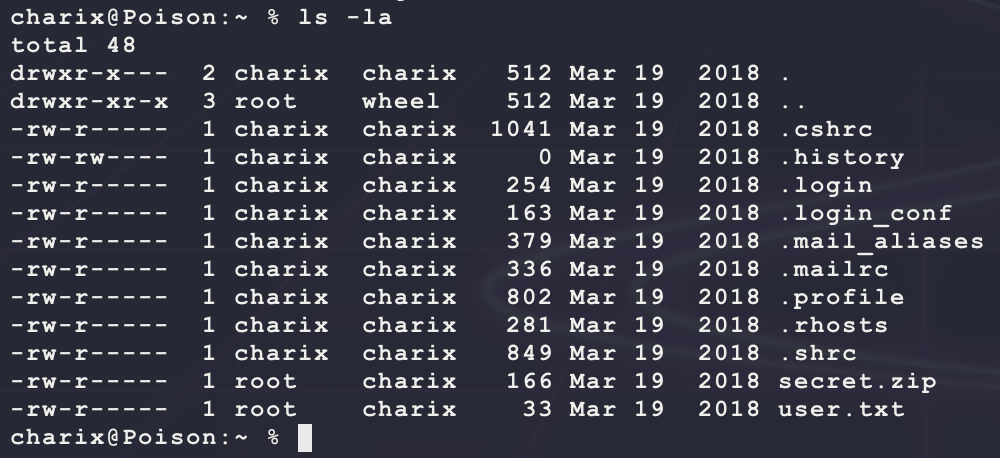 charix@Poison:~ % ls -la
total 48
drwxr-x---  2 charix  charix   512 Mar 19  2018 .
drwxr-xr-x  3 root    wheel    512 Mar 19  2018 ..
-rw-r-----  1 charix  charix  1041 Mar 19  2018 .cshrc
-rw-rw----  1 charix  charix     0 Mar 19  2018 .history
-rw-r-----  1 charix  charix   254 Mar 19  2018 .login
-rw-r-----  1 charix  charix   163 Mar 19  2018 .login_conf
-rw-r-----  1 charix  charix   379 Mar 19  2018 .mail_aliases
-rw-r-----  1 charix  charix   336 Mar 19  2018 .mailrc
-rw-r-----  1 charix  charix   802 Mar 19  2018 .profile
-rw-r-----  1 charix  charix   281 Mar 19  2018 .rhosts
-rw-r-----  1 charix  charix   849 Mar 19  2018 .shrc
-rw-r-----  1 root    charix   166 Mar 19  2018 secret.zip
-rw-r-----  1 root    charix    33 Mar 19  2018 user.txt
charix@Poison:~ %